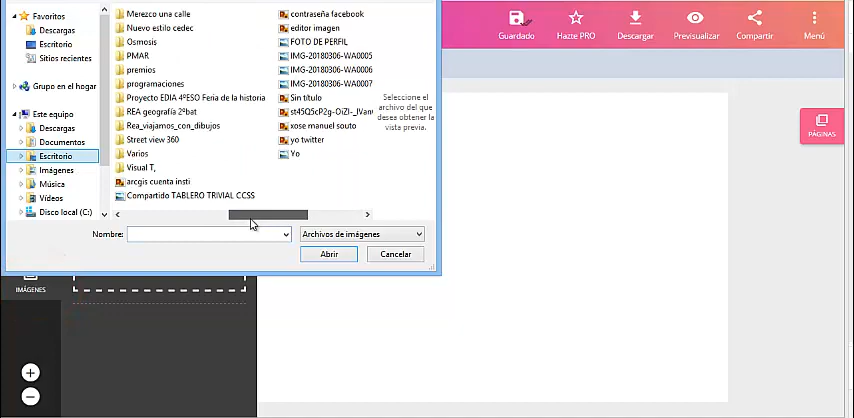 Favoritos
Descargas
Escritorio
Sitios recientes
Grupo en el hogar
Este equipo
Descargas
Documentos
Escritorio
Imágenes
Música
Vídeos
Disco local (C:)
Merezco una calle
Nuevo estilo cedec
Osmosis
PMAR
premios
programaciones
Proyecto EDIA 4ºESO Feria de la historia
REA geografía 2ºbat
Rea_viajamos_con_dibujos
Street view 360
Varios
Visual T,
arcgis cuenta insti
Compartido TABLERO TRIVIAL CCSS
contraseña facebook
editor imagen
FOTO DE PERFIL
IMG-20180306-WA0005
IMG-20180306-WA0006
IMG-20180306-WA0007
Sin título
xose manuel souto
yo twitter
Yo
Seleccione el
archivo del que
desea obtener la
vista previa.
Nombre:
Archivos de imágenes
Abrir
Cancelar
Guardado
Hazte PRO
Descargar
Previsualizar
Compartir
Menú
PÁGINAS
IMÁGENES